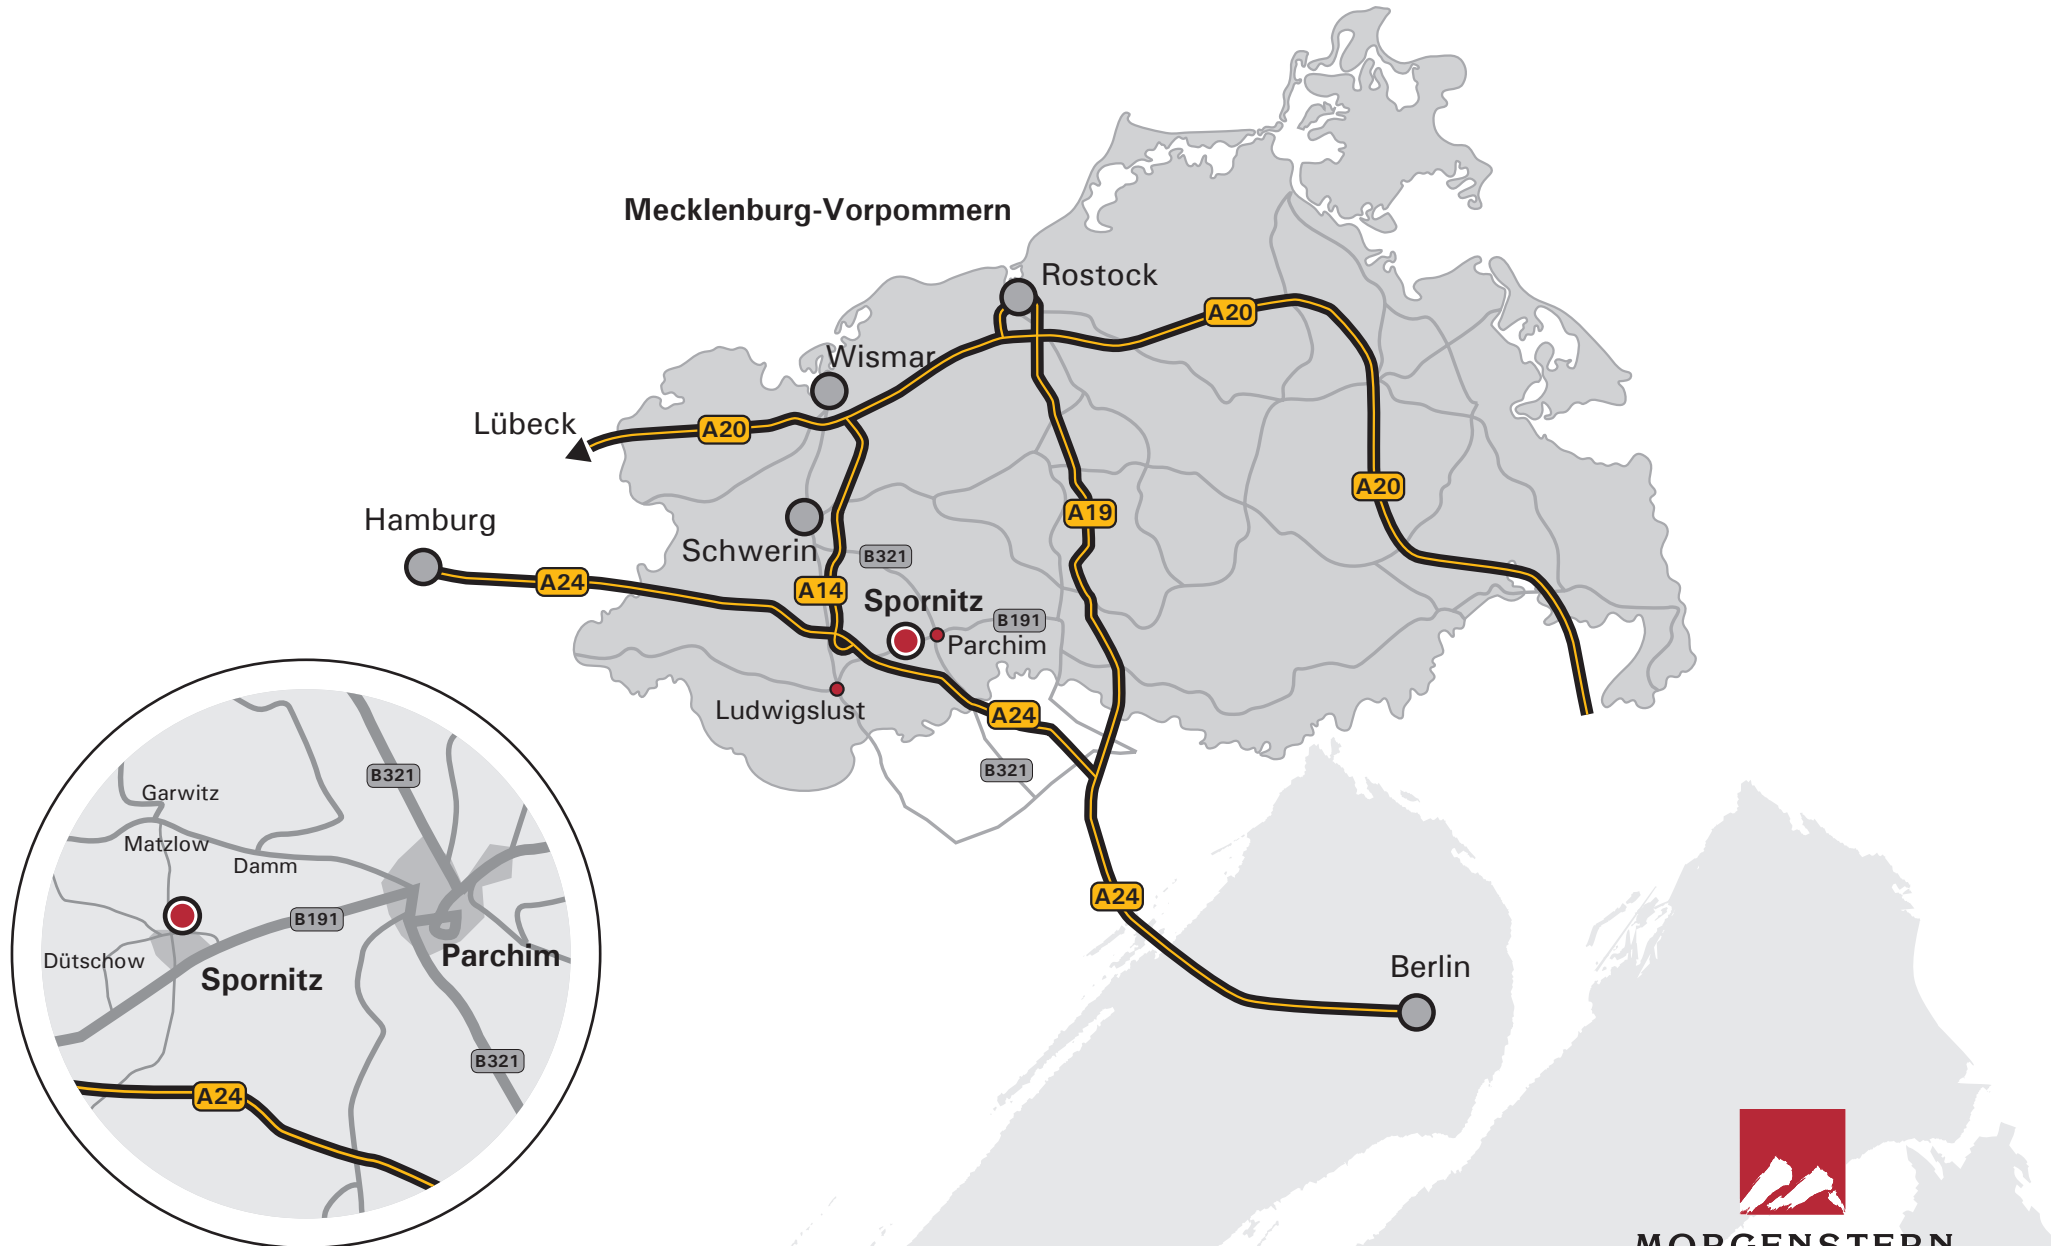 Mecklenburg-Vorpommern
Rostock
A20
Wismar
Lübeck
A20
A20
A19
Hamburg
Schwerin
B321
A24
A14
Spornitz
B191
Parchim
Ludwigslust
A24
B321
A24
Berlin
B321
Garwitz
Matzlow
Damm
B191
Dütschow
Spornitz
Parchim
B321
A24
MORGENSTERN